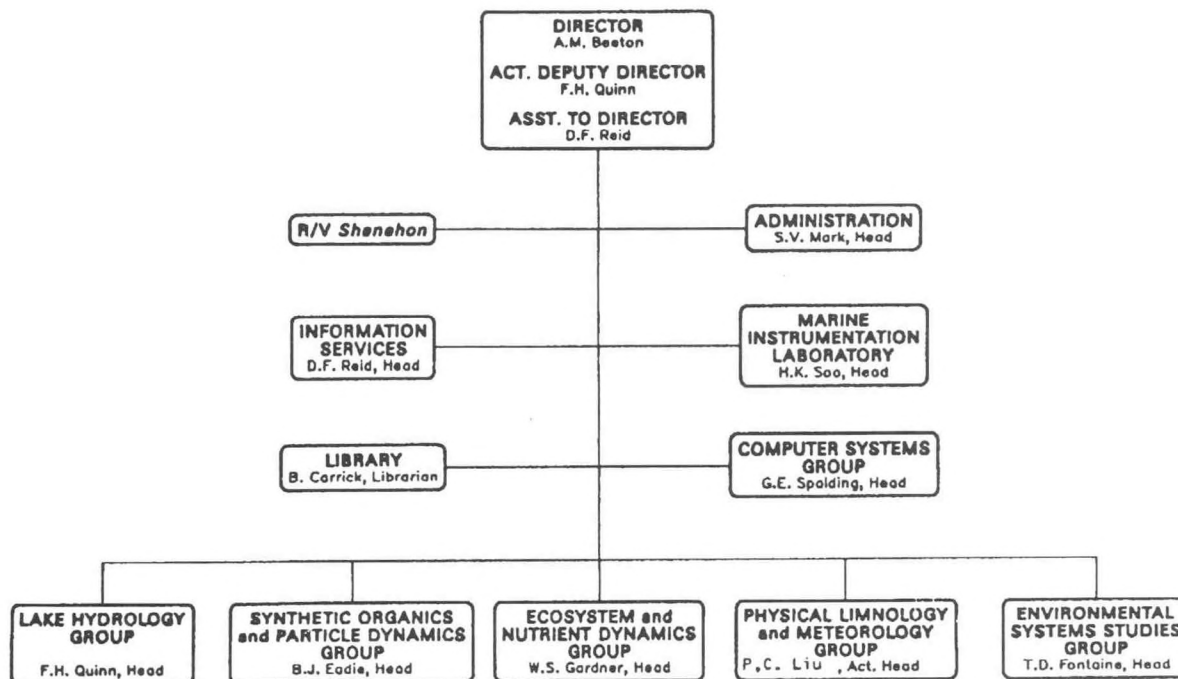 DIRECTOR
A.M. Beeton
ACT. DEPUTY DIRECTOR
F.H. Quinn
ASST. TO DIRECTOR
D.F. Reid
R/V Shenehon
ADMINISTRATION
S.V. Mark, Head
INFORMATION
SERVICES
D.F. Reid, Head
MARINE
INSTRUMENTATION
LABORATORY
H.K. Soo, Head
LIBRARY
B. Carrick, Librarian
COMPUTER SYSTEMS
GROUP
G.E. Spalding, Head
LAKE HYDROLOGY
GROUP
F.H. Quinn, Head
SYNTHETIC ORGANICS
and PARTICLE DYNAMICS
GROUP
B.J. Eadie, Head
ECOSYSTEM and
NUTRIENT DYNAMICS
GROUP
W.S. Gardner, Head
PHYSICAL LIMNOLOGY
and METEOROLOGY
GROUP
P.C. Liu , Act. Head
ENVIRONMENTAL
SYSTEMS STUDIES
GROUP
T.D. Fontaine, Head